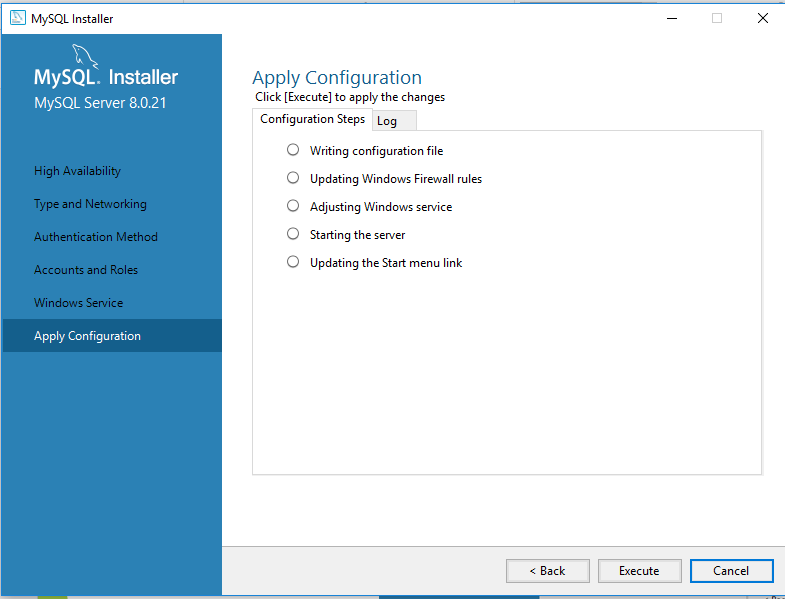 MySQL Installer
MySQL. Installer
MySQL Server 8.0.21
High Availability
Type and Networking
Authentication Method
Accounts and Roles
Windows Service
Apply Configuration
Apply Configuration
Click [Execute] to apply the changes
Configuration Steps Log
Writing configuration file
Updating Windows Firewall rules
Adjusting Windows service
Starting the server
Updating the Start menu link
< Back Execute Cancel